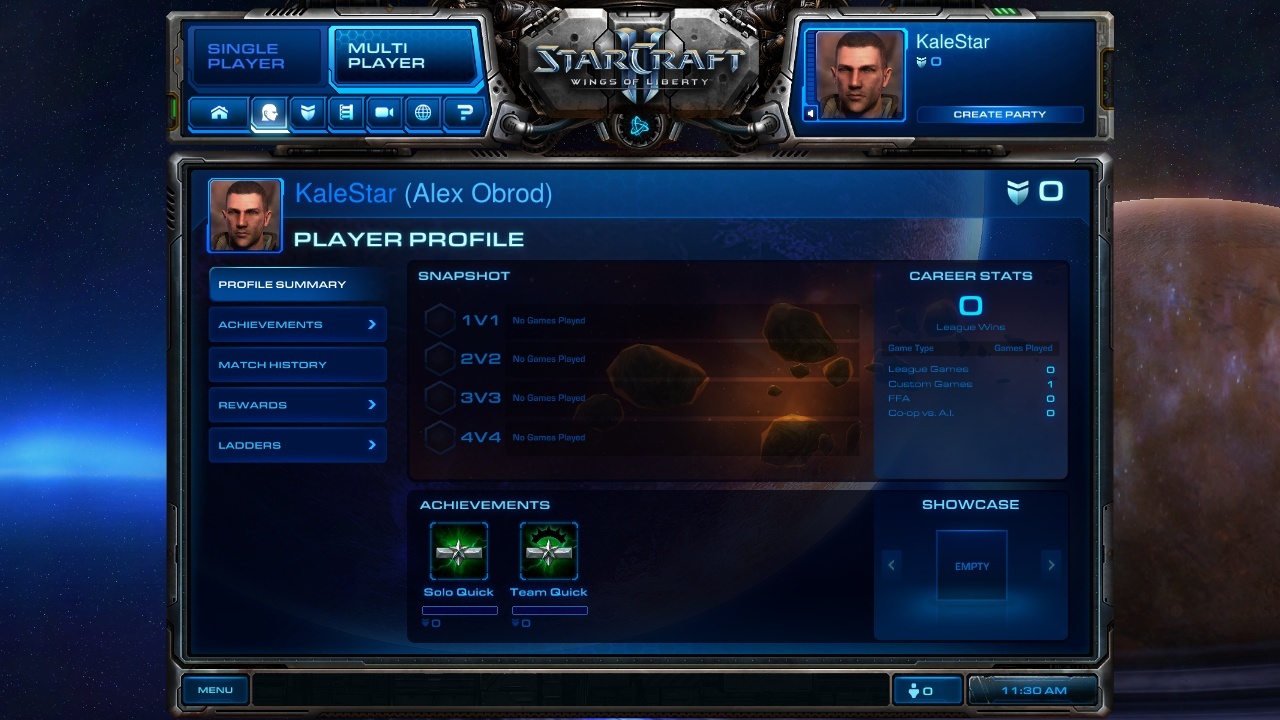 SINGLE
PLAYER
MULTI
PLAYER
STARCRAFT
II
WINGS OF LIBERTY
KaleStar
0
CREATE PARTY
KaleStar (Alex Obrod)
0
PLAYER PROFILE
PROFILE SUMMARY
ACHIEVEMENTS
MATCH HISTORY
REWARDS
LADDERS
SNAPSHOT
1V1 No Games Played
2V2 No Games Played
3V3 No Games Played
4V4 No Games Played
CAREER STATS
0
League Wins
Game Type Games Played
League Games 0
Custom Games 1
FFA 0
Co-op vs. A.I. 0
ACHIEVEMENTS
Solo Quick Team Quick
0 0
SHOWCASE
EMPTY
MENU
0
11:30 AM